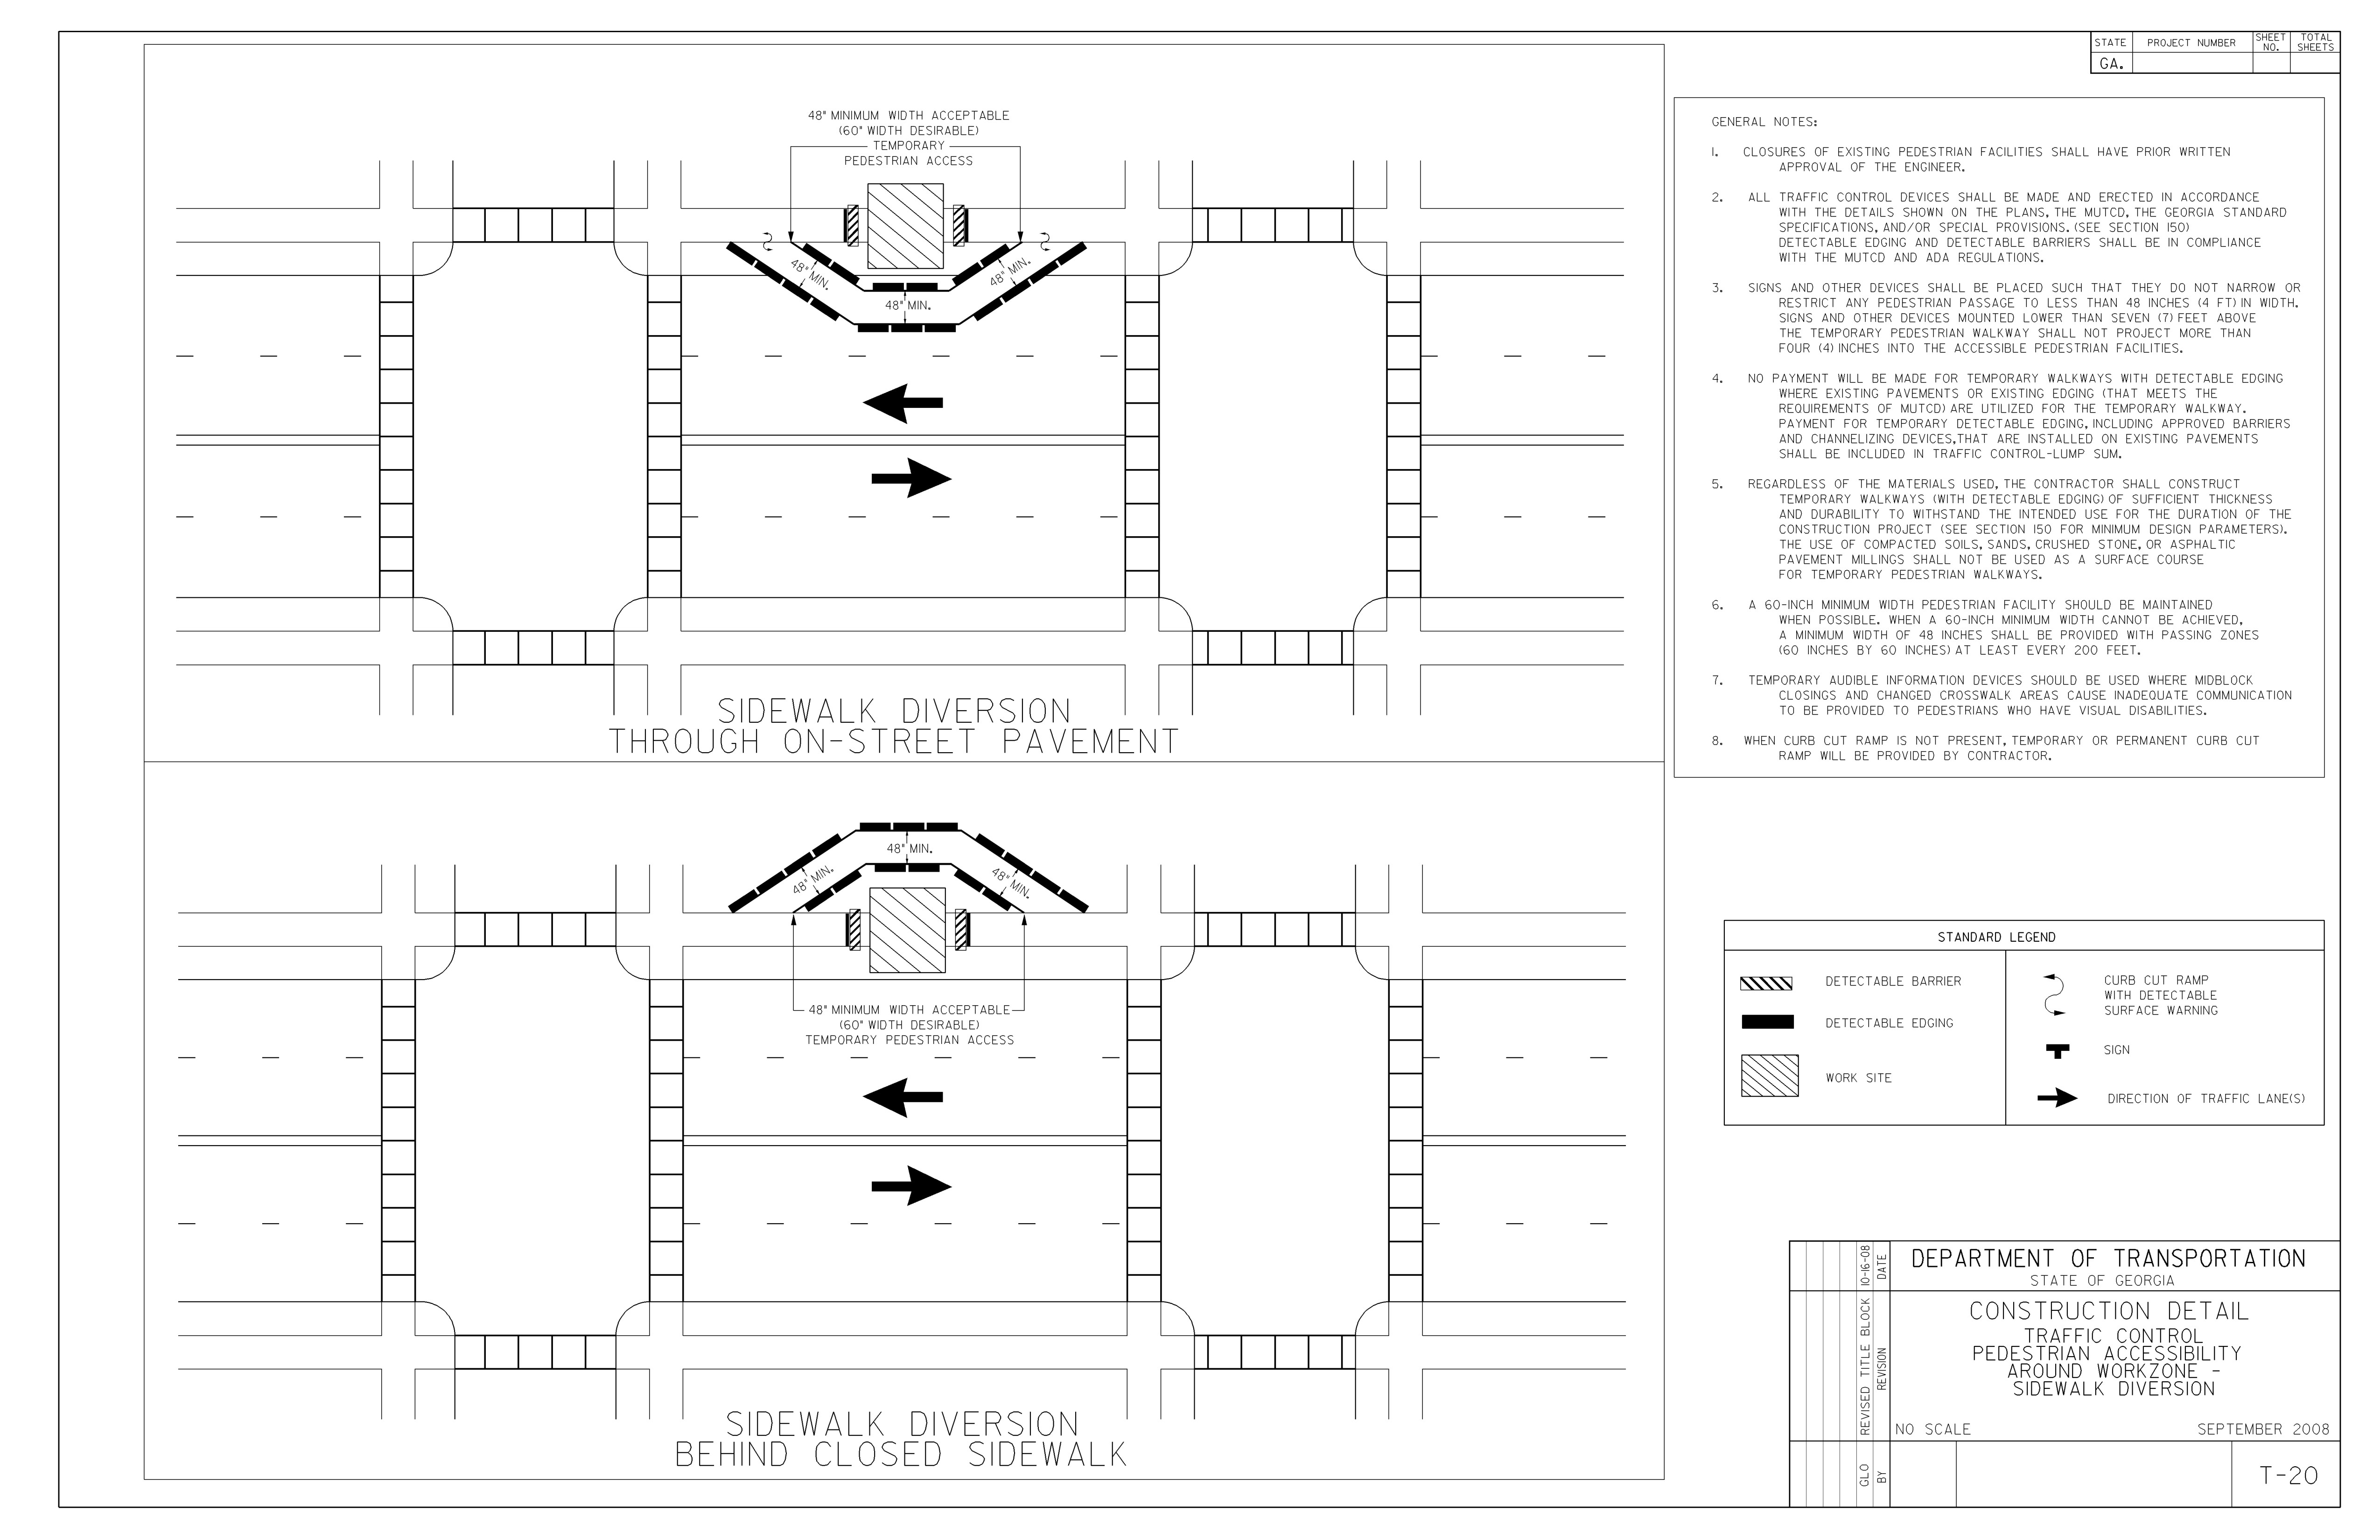 STATE PROJECT NUMBER SHEET NO. TOTAL SHEETS
GA.
48" MINIMUM WIDTH ACCEPTABLE
(60" WIDTH DESIRABLE)
TEMPORARY
PEDESTRIAN ACCESS
48" MIN.
48" MIN.
48" MIN.
SIDEWALK DIVERSION
THROUGH ON-STREET PAVEMENT
48" MIN.
48" MIN.
48" MIN.
48" MINIMUM WIDTH ACCEPTABLE
(60" WIDTH DESIRABLE)
TEMPORARY PEDESTRIAN ACCESS
SIDEWALK DIVERSION
BEHIND CLOSED SIDEWALK
GENERAL NOTES:
1. CLOSURES OF EXISTING PEDESTRIAN FACILITIES SHALL HAVE PRIOR WRITTEN
APPROVAL OF THE ENGINEER.
2. ALL TRAFFIC CONTROL DEVICES SHALL BE MADE AND ERECTED IN ACCORDANCE
WITH THE DETAILS SHOWN ON THE PLANS, THE MUTCD, THE GEORGIA STANDARD
SPECIFICATIONS, AND/OR SPECIAL PROVISIONS. (SEE SECTION 150)
DETECTABLE EDGING AND DETECTABLE BARRIERS SHALL BE IN COMPLIANCE
WITH THE MUTCD AND ADA REGULATIONS.
3. SIGNS AND OTHER DEVICES SHALL BE PLACED SUCH THAT THEY DO NOT NARROW OR
RESTRICT ANY PEDESTRIAN PASSAGE TO LESS THAN 48 INCHES (4 FT) IN WIDTH.
SIGNS AND OTHER DEVICES MOUNTED LOWER THAN SEVEN (7) FEET ABOVE
THE TEMPORARY PEDESTRIAN WALKWAY SHALL NOT PROJECT MORE THAN
FOUR (4) INCHES INTO THE ACCESSIBLE PEDESTRIAN FACILITIES.
4. NO PAYMENT WILL BE MADE FOR TEMPORARY WALKWAYS WITH DETECTABLE EDGING
WHERE EXISTING PAVEMENTS OR EXISTING EDGING (THAT MEETS THE
REQUIREMENTS OF MUTCD) ARE UTILIZED FOR THE TEMPORARY WALKWAY.
PAYMENT FOR TEMPORARY DETECTABLE EDGING, INCLUDING APPROVED BARRIERS
AND CHANNELIZING DEVICES,THAT ARE INSTALLED ON EXISTING PAVEMENTS
SHALL BE INCLUDED IN TRAFFIC CONTROL-LUMP SUM.
5. REGARDLESS OF THE MATERIALS USED, THE CONTRACTOR SHALL CONSTRUCT
TEMPORARY WALKWAYS (WITH DETECTABLE EDGING) OF SUFFICIENT THICKNESS
AND DURABILITY TO WITHSTAND THE INTENDED USE FOR THE DURATION OF THE
CONSTRUCTION PROJECT (SEE SECTION 150 FOR MINIMUM DESIGN PARAMETERS).
THE USE OF COMPACTED SOILS, SANDS, CRUSHED STONE, OR ASPHALTIC
PAVEMENT MILLINGS SHALL NOT BE USED AS A SURFACE COURSE
FOR TEMPORARY PEDESTRIAN WALKWAYS.
6. A 60-INCH MINIMUM WIDTH PEDESTRIAN FACILITY SHOULD BE MAINTAINED
WHEN POSSIBLE. WHEN A 60-INCH MINIMUM WIDTH CANNOT BE ACHIEVED,
A MINIMUM WIDTH OF 48 INCHES SHALL BE PROVIDED WITH PASSING ZONES
(60 INCHES BY 60 INCHES) AT LEAST EVERY 200 FEET.
7. TEMPORARY AUDIBLE INFORMATION DEVICES SHOULD BE USED WHERE MIDBLOCK
CLOSINGS AND CHANGED CROSSWALK AREAS CAUSE INADEQUATE COMMUNICATION
TO BE PROVIDED TO PEDESTRIANS WHO HAVE VISUAL DISABILITIES.
8. WHEN CURB CUT RAMP IS NOT PRESENT, TEMPORARY OR PERMANENT CURB CUT
RAMP WILL BE PROVIDED BY CONTRACTOR.
STANDARD LEGEND
DETECTABLE BARRIER
DETECTABLE EDGING
WORK SITE
CURB CUT RAMP
WITH DETECTABLE
SURFACE WARNING
SIGN
DIRECTION OF TRAFFIC LANE(S)
GLO REVISED TITLE BLOCK 10-16-08
BY REVISION DATE
DEPARTMENT OF TRANSPORTATION
STATE OF GEORGIA
CONSTRUCTION DETAIL
TRAFFIC CONTROL
PEDESTRIAN ACCESSIBILITY
AROUND WORKZONE -
SIDEWALK DIVERSION
NO SCALE SEPTEMBER 2008
T-20